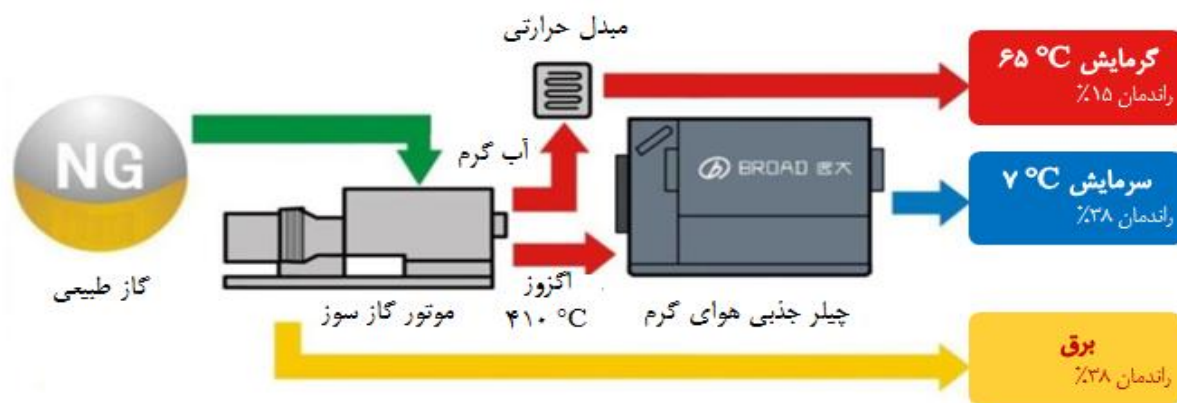 مبدل حرارتی
گرمایش ۶۵ °C
راندمان ۱۵٪
NG
آب گرم
BROAD 远大
سرمایش ۷ °C
راندمان ۳۸٪
گاز طبیعی
موتور گاز سوز
اگزوز
۴۱۰ °C
چیلر جذبی هوای گرم
برق
راندمان ۳۸٪